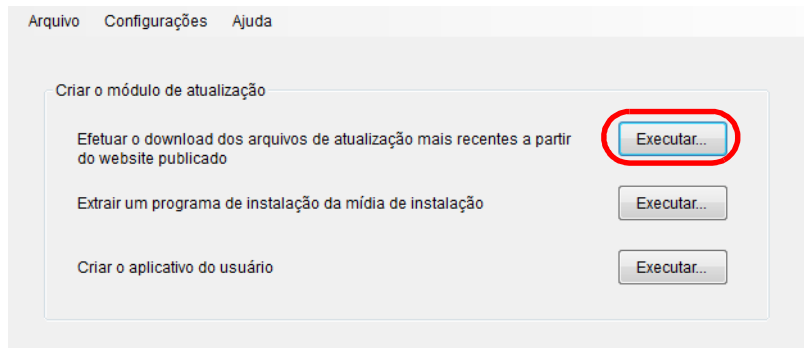 Arquivo Configurações Ajuda
Criar o módulo de atualização
Efetuar o download dos arquivos de atualização mais recentes a partir
do website publicado
Executar...
Extrair um programa de instalação da mídia de instalação
Executar...
Criar o aplicativo do usuário
Executar...